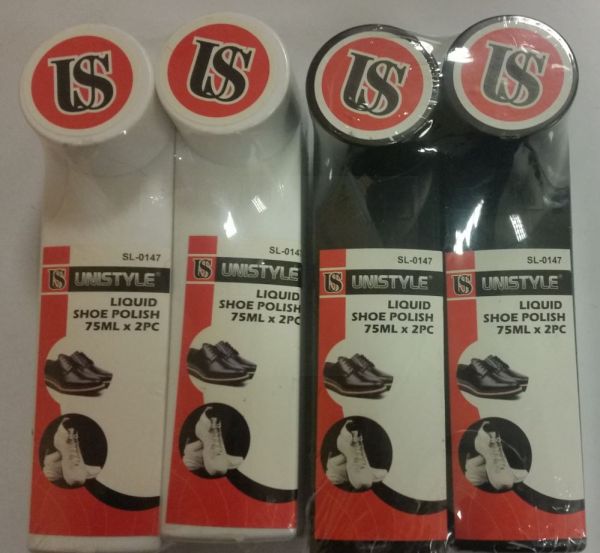 US
US
US
US
SL-0147
US UNISTYLE®
LIQUID
SHOE POLISH
75ML x 2PC
SL-0147
US UNISTYLE
LIQUID
SHOE POLISH
75ML x 2PC
SL-0147
US UNISTYLE®
LIQUID
SHOE POLISH
75ML x 2PC
SL-0147
US UNISTYLE®
LIQUID
SHOE POLISH
75ML x 2PC